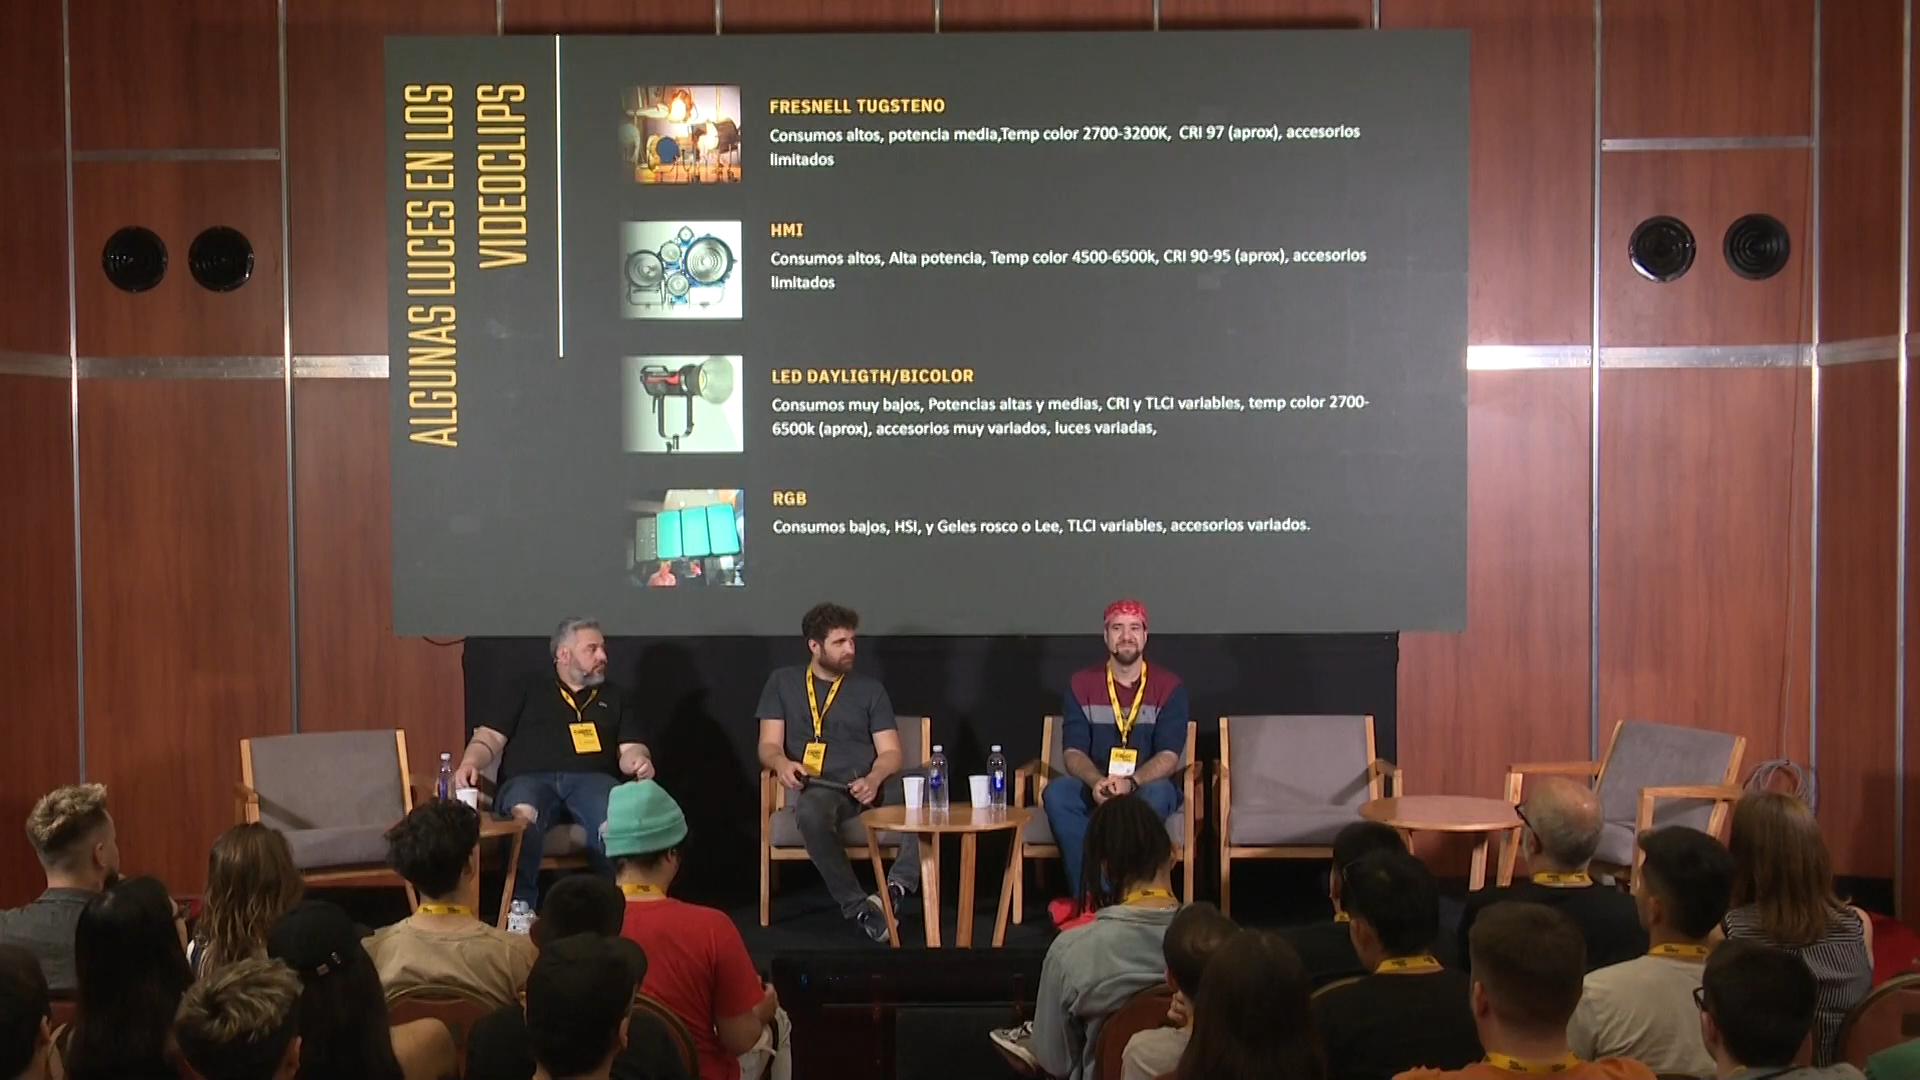 ALGUNAS LUCES EN LOS
VIDEOCLIPS
FRESNELL TUGSTENO
Consumos altos, potencia media,Temp color 2700-3200K, CRI 97 (aprox), accesorios
limitados
HMI
Consumos altos, Alta potencia, Temp color 4500-6500k, CRI 90-95 (aprox), accesorios
limitados
LED DAYLIGTH/BICOLOR
Consumos muy bajos, Potencias altas y medias, CRI y TLCI variables, temp color 2700-
6500k (aprox), accesorios muy variados, luces variadas,
RGB
Consumos bajos, HSI, y Geles rosco o Lee, TLCI variables, accesorios variados.